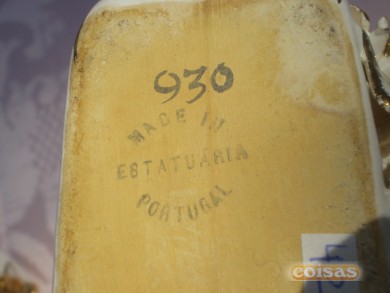 930
MADE IN
ESTATUÁRIA
PORTUGAL
coisas